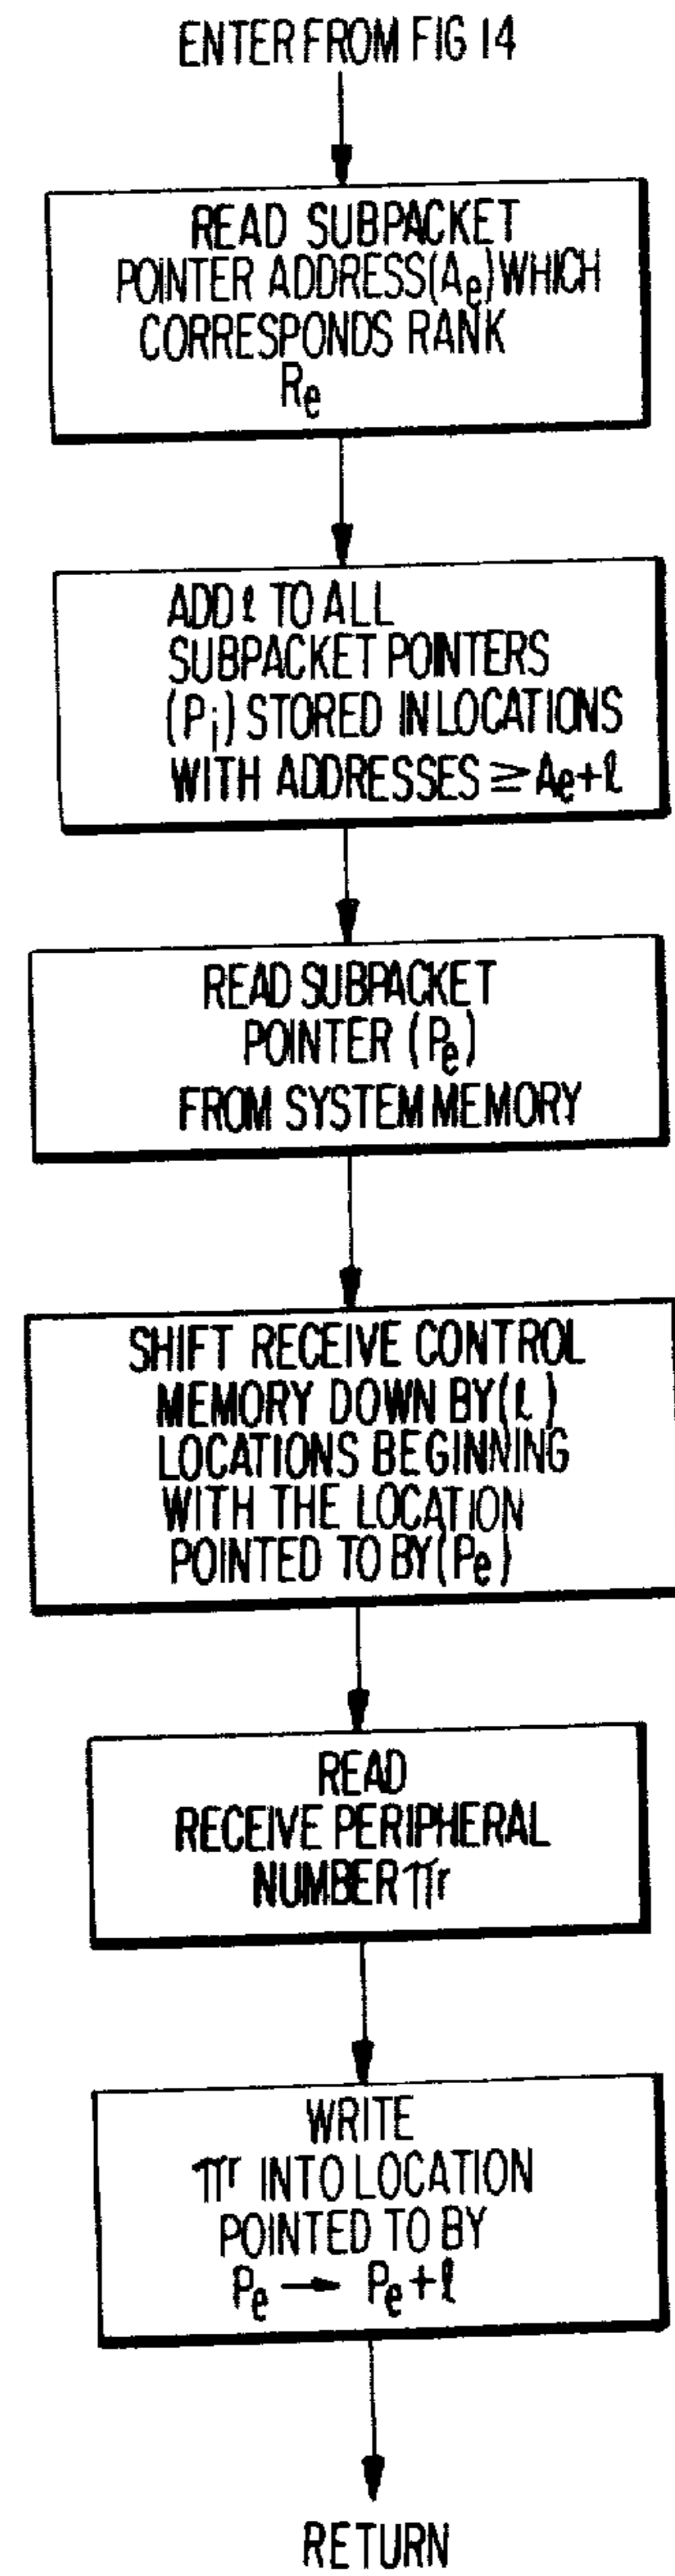 ENTER FROM FIG 14
READ SUBPACKET
POINTER ADDRESS (Ae) WHICH
CORRESPONDS RANK
Re
ADD ℓ TO ALL
SUBPACKET POINTERS
(Pi) STORED IN LOCATIONS
WITH ADDRESSES ≥ Ae+ℓ
READ SUBPACKET
POINTER (Pe)
FROM SYSTEM MEMORY
SHIFT RECEIVE CONTROL
MEMORY DOWN BY (ℓ)
LOCATIONS BEGINNING
WITH THE LOCATION
POINTED TO BY (Pe)
READ
RECEIVE PERIPHERAL
NUMBER πr
WRITE
πr INTO LOCATION
POINTED TO BY
Pe → Pe+ℓ
RETURN